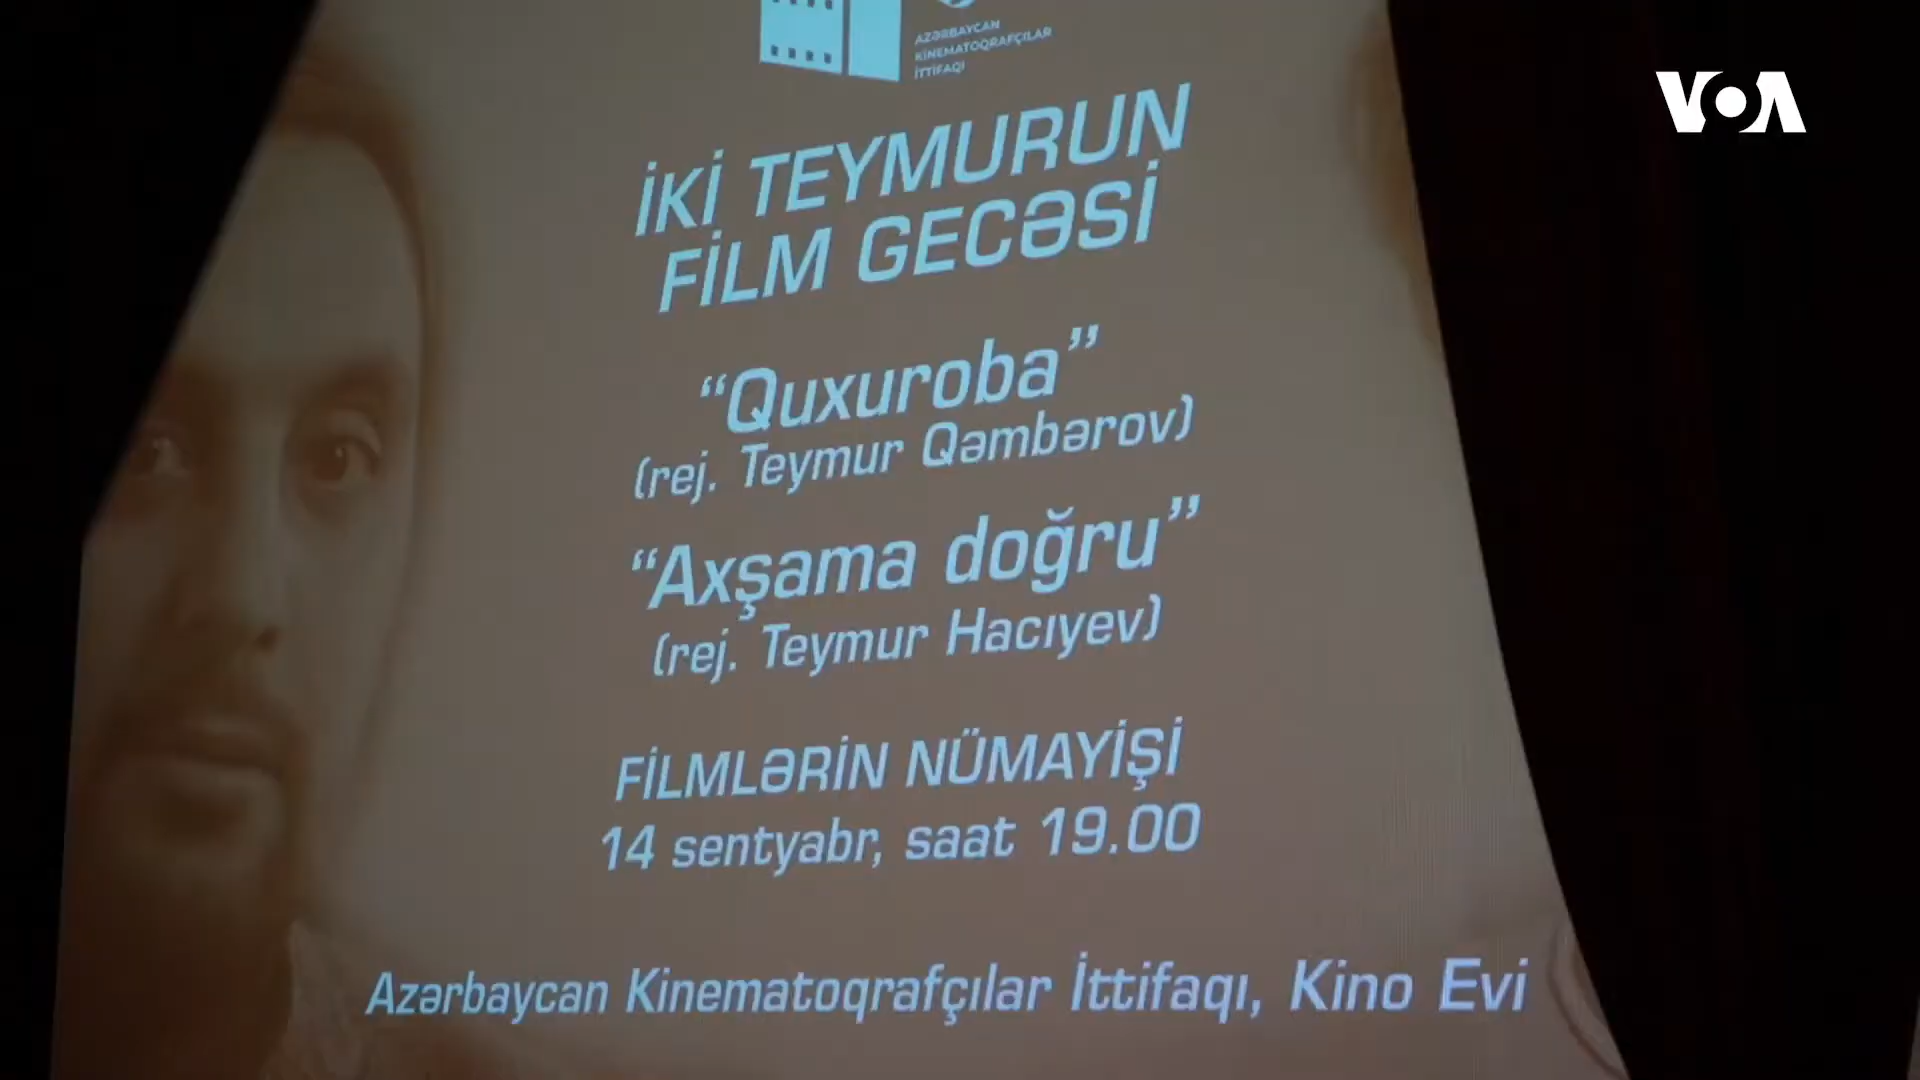 AZƏRBAYCAN
KİNEMATOQRAFÇILAR
İTTİFAQI
VOA
İKİ TEYMURUN
FİLM GECƏSİ
“Quxuroba”
(rej. Teymur Qəmbərov)
“Axşama doğru”
(rej. Teymur Hacıyev)
FİLMLƏRİN NÜMAYİŞİ
14 sentyabr, saat 19.00
Azərbaycan Kinematoqrafçılar İttifaqı, Kino Evi